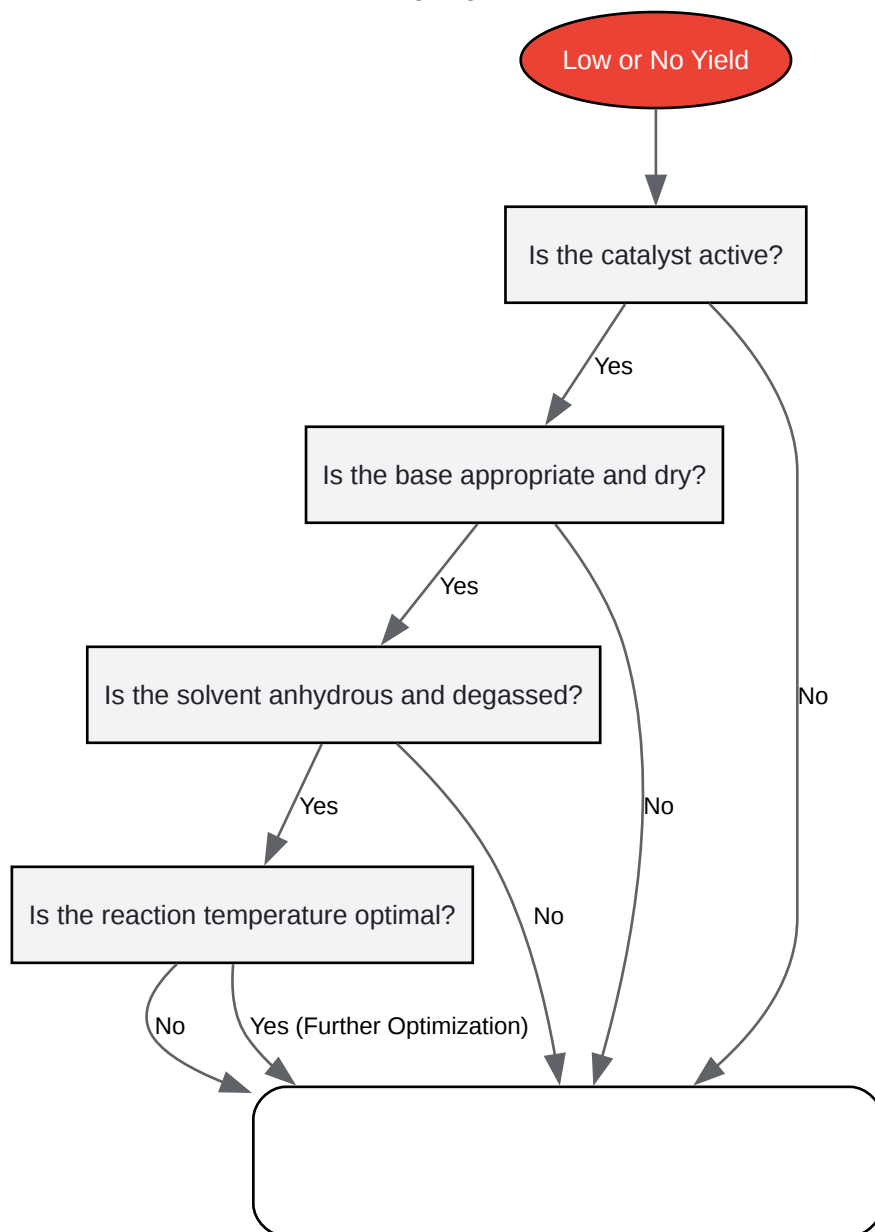 Low or No Yield
Is the catalyst active?
Yes
Is the base appropriate and dry?
Yes
No
Is the solvent anhydrous and degassed?
Yes
No
Is the reaction temperature optimal?
No
No
Yes (Further Optimization)